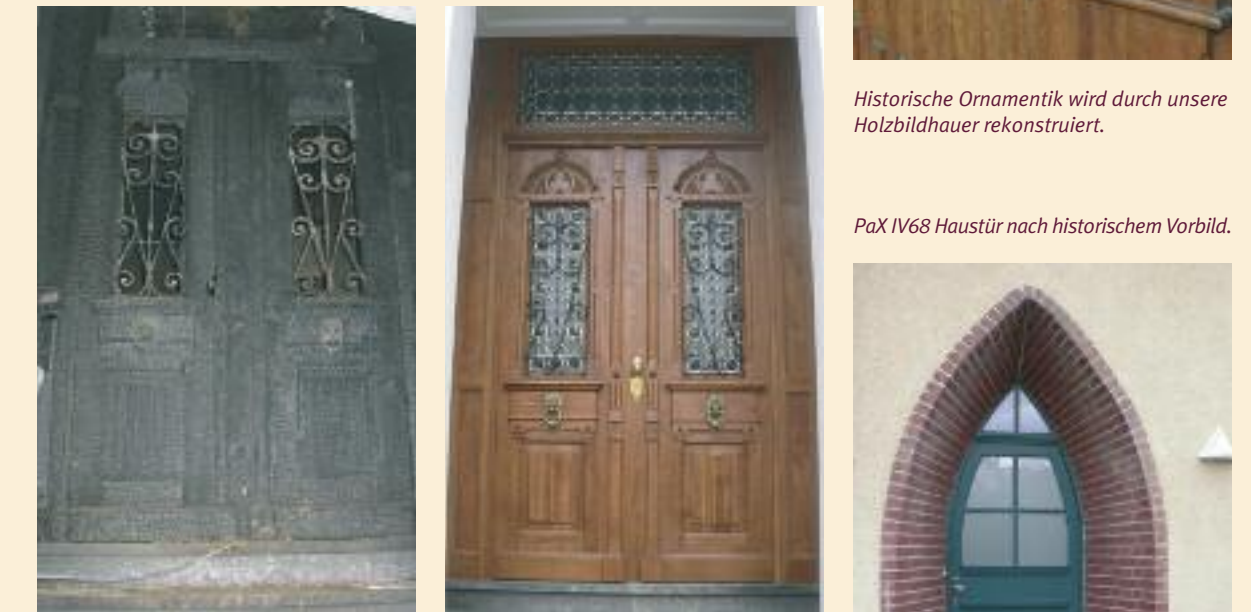 Historische Ornamentik wird durch unsere
Holzbildhauer rekonstruiert.
PaX IV68 Haustür nach historischem Vorbild.